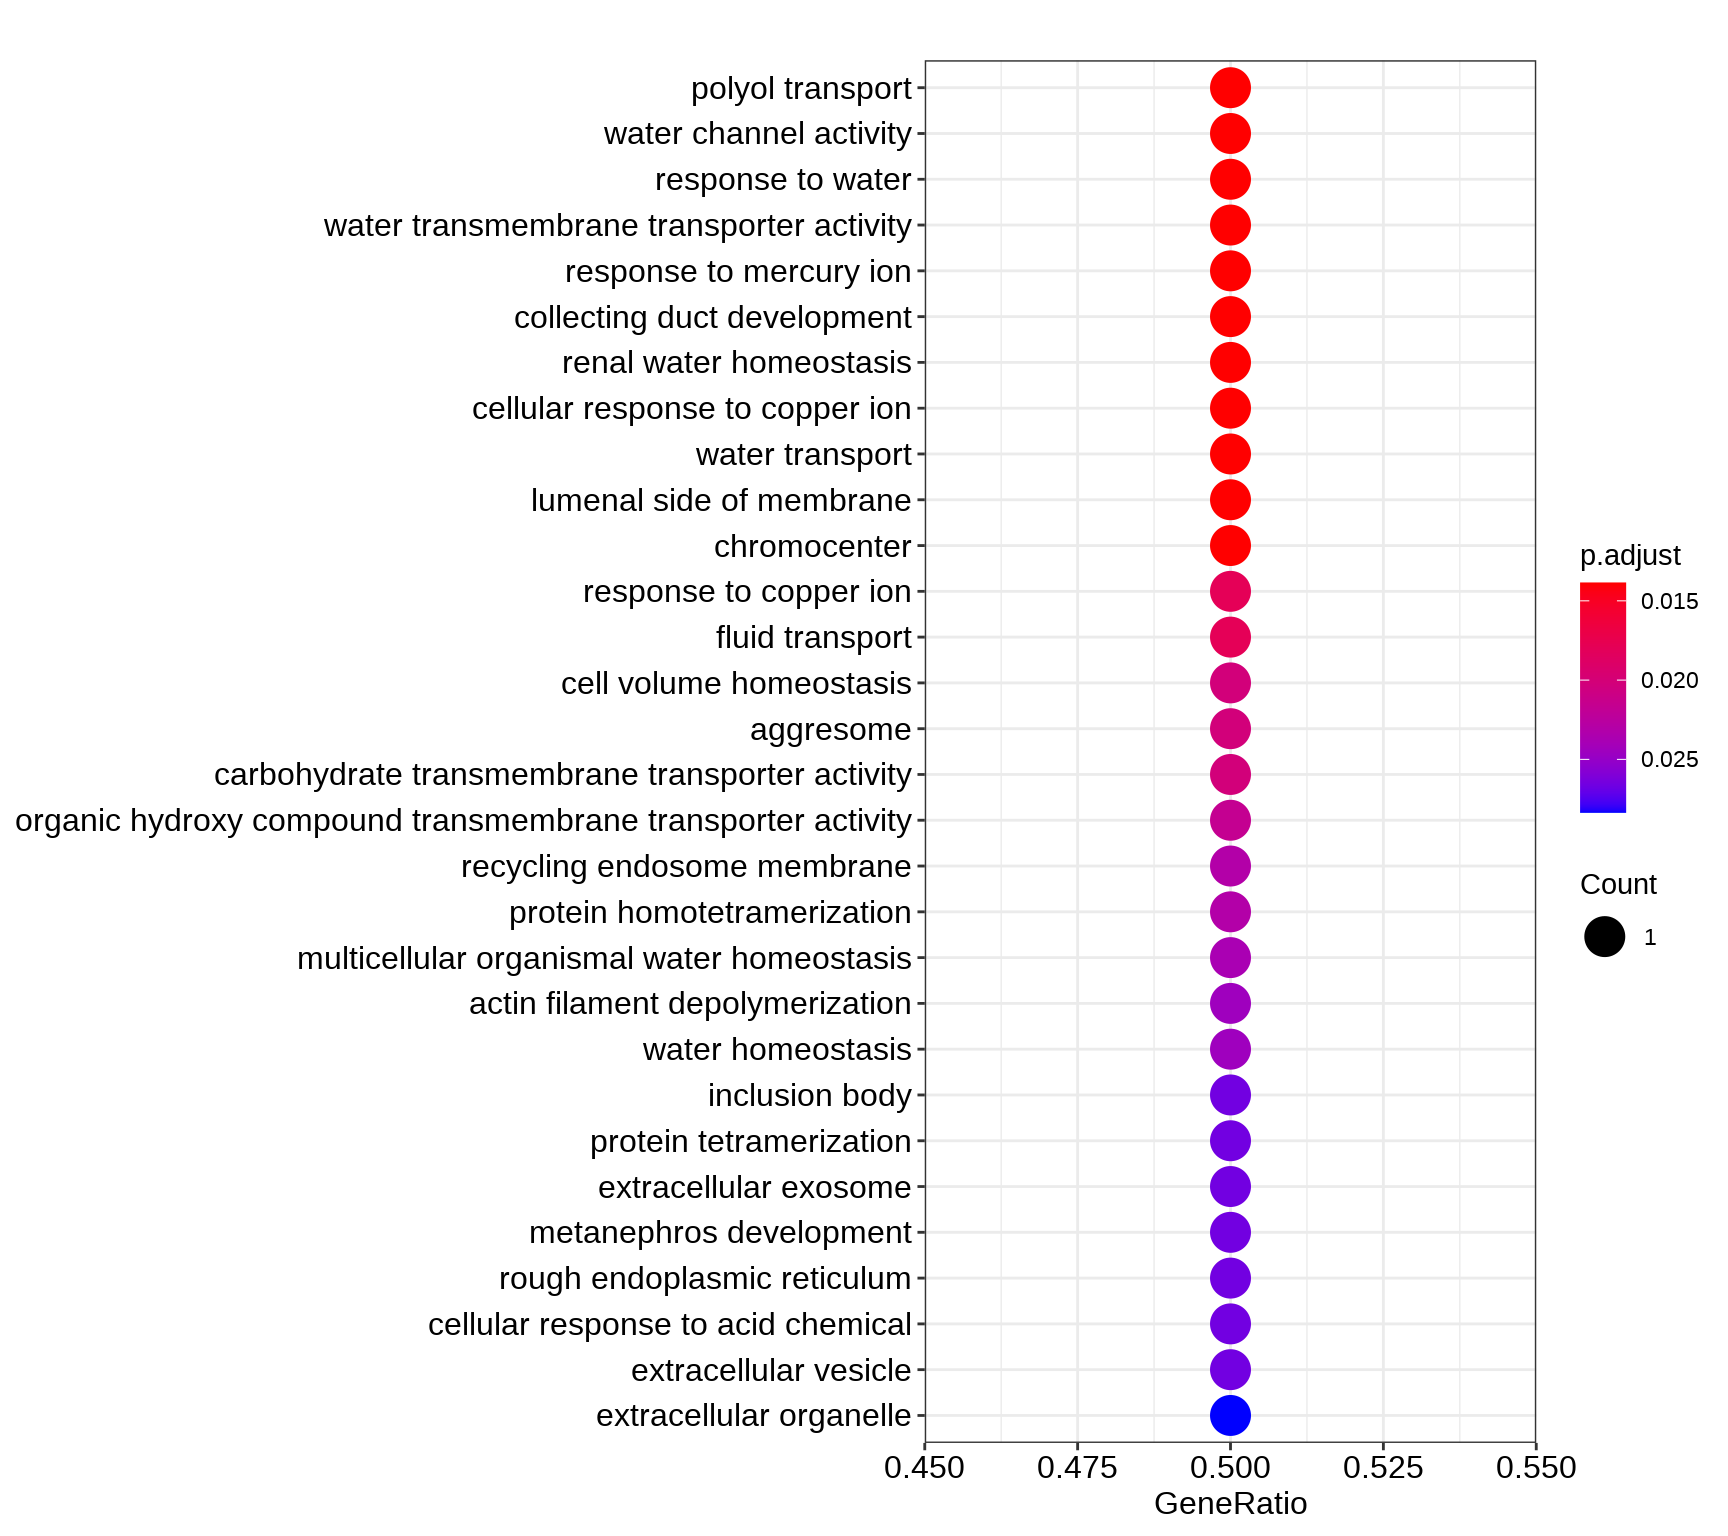 polyol transport
water channel activity
response to water
water transmembrane transporter activity
response to mercury ion
collecting duct development
renal water homeostasis
cellular response to copper ion
water transport
lumenal side of membrane
chromocenter
response to copper ion
fluid transport
cell volume homeostasis
aggresome
carbohydrate transmembrane transporter activity
organic hydroxy compound transmembrane transporter activity
recycling endosome membrane
protein homotetramerization
multicellular organismal water homeostasis
actin filament depolymerization
water homeostasis
inclusion body
protein tetramerization
extracellular exosome
metanephros development
rough endoplasmic reticulum
cellular response to acid chemical
extracellular vesicle
extracellular organelle
0.450 0.475 0.500 0.525 0.550
GeneRatio
p.adjust
0.015
0.020
0.025
Count
1